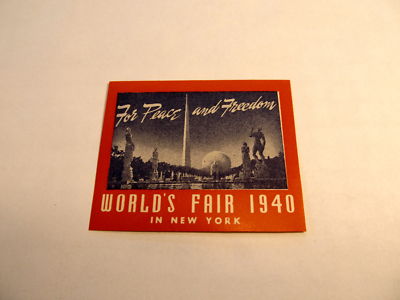 For Peace and Freedom
WORLD'S FAIR 1940
IN NEW YORK